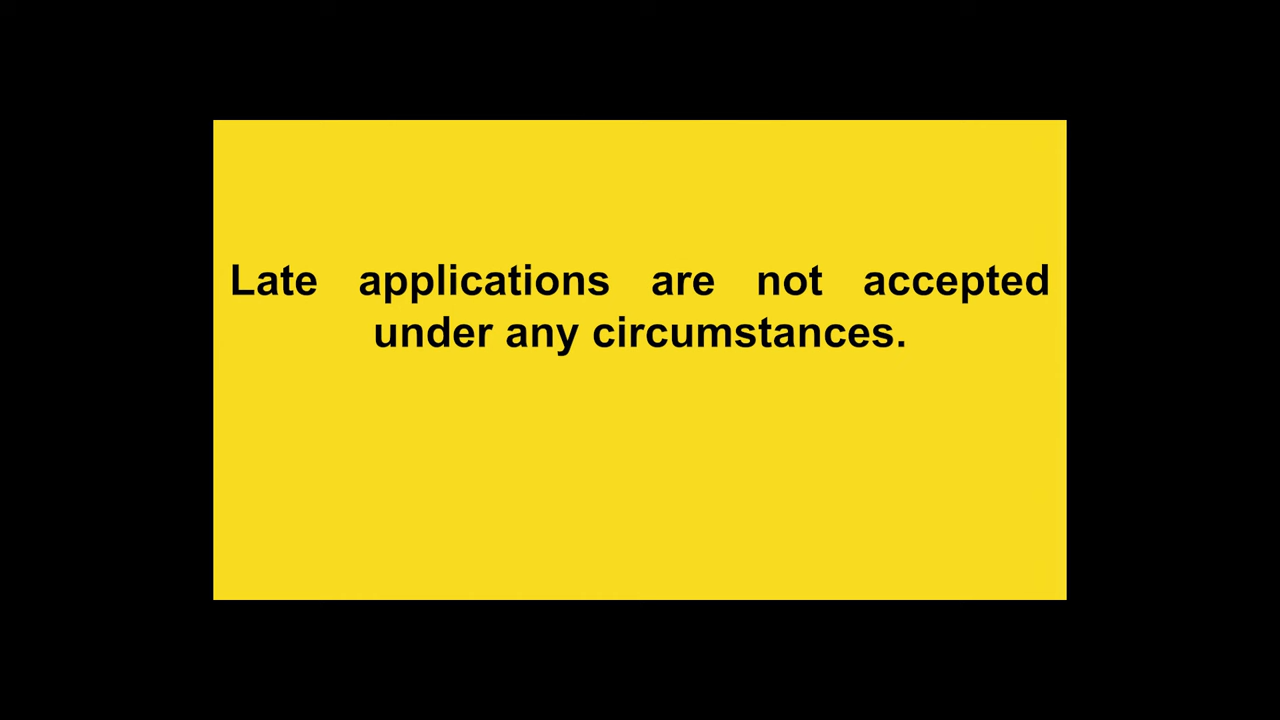 Late applications are not accepted
under any circumstances.